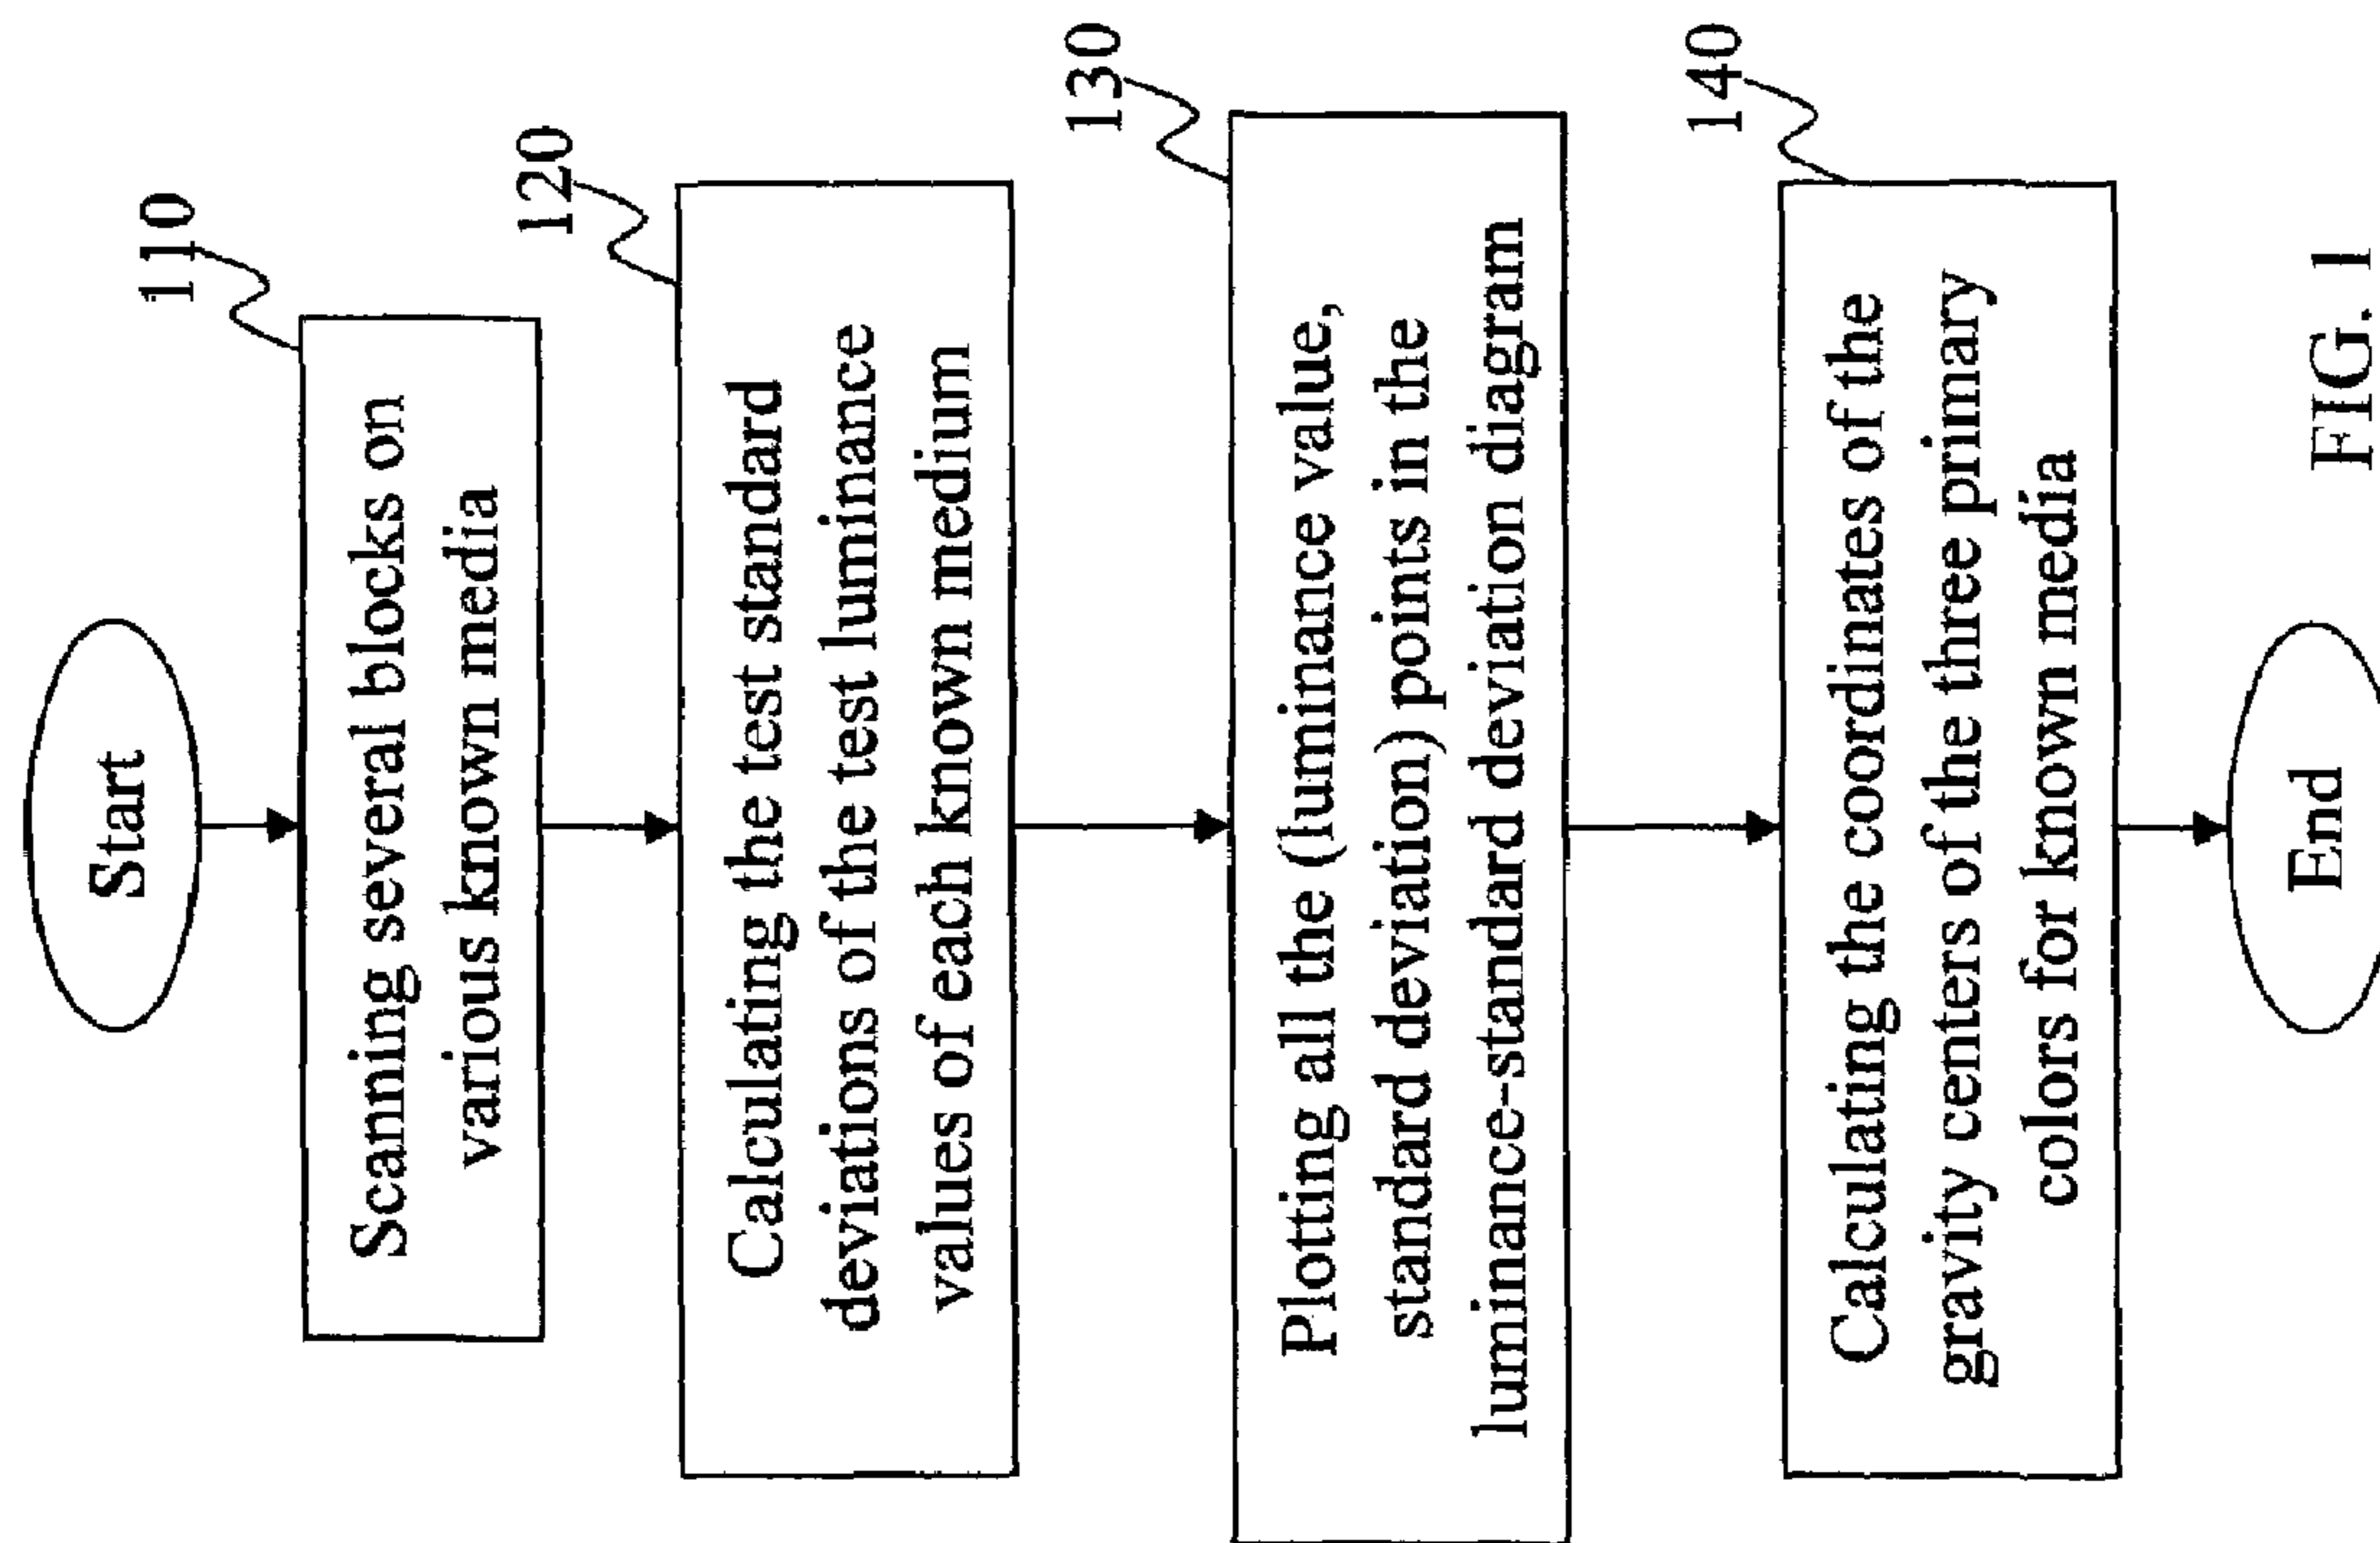 Start
110
Scanning several blocks on
various known media
120
Calculating the test standard
deviations of the test luminance
values of each known medium
130
Plotting all the (luminance value,
standard deviation) points in the
luminance-standard deviation diagram
140
Calculating the coordinates of the
gravity centers of the three primary
colors for known media
End
FIG. 1